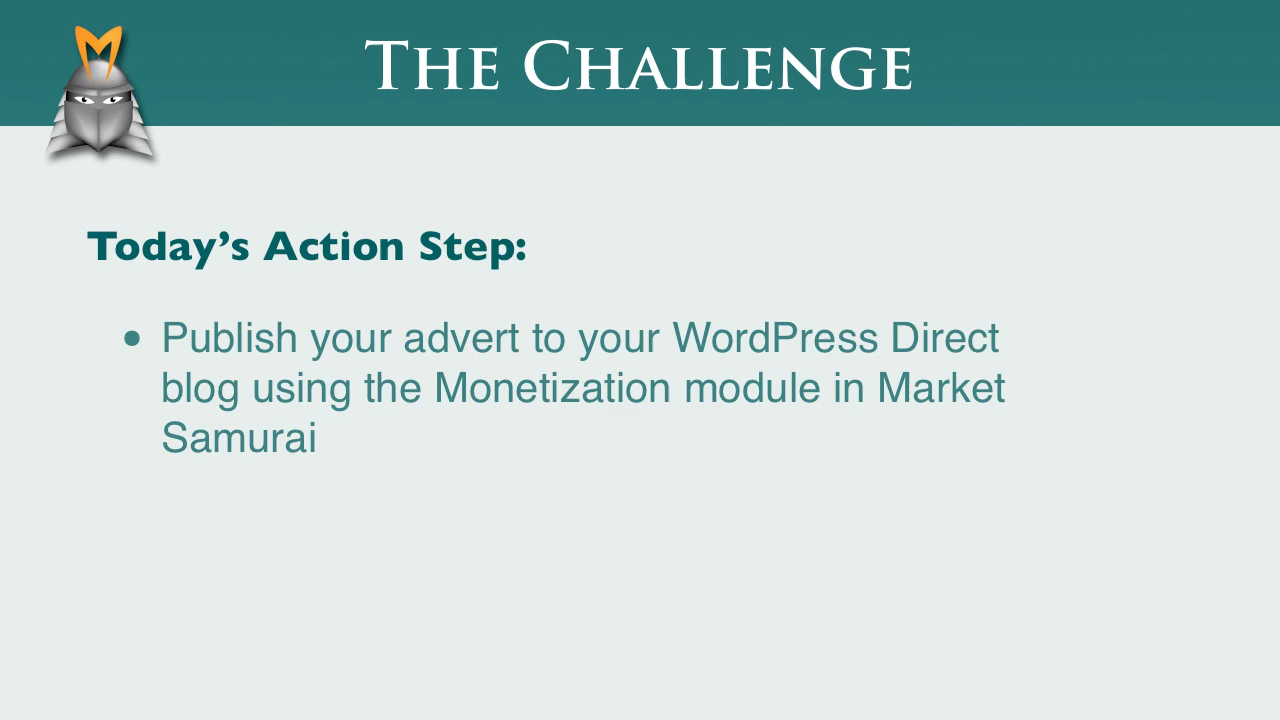 The Challenge
Today's Action Step:
• Publish your advert to your WordPress Direct
blog using the Monetization module in Market
Samurai